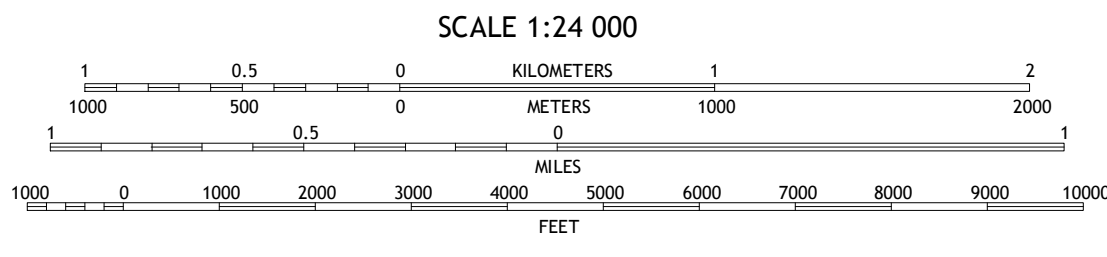 SCALE 1:24 000
1 0.5 0 KILOMETERS 1 2
1000 500 0 METERS 1000 2000
1 0.5 0 1
MILES
1000 0 1000 2000 3000 4000 5000 6000 7000 8000 9000 10000
FEET